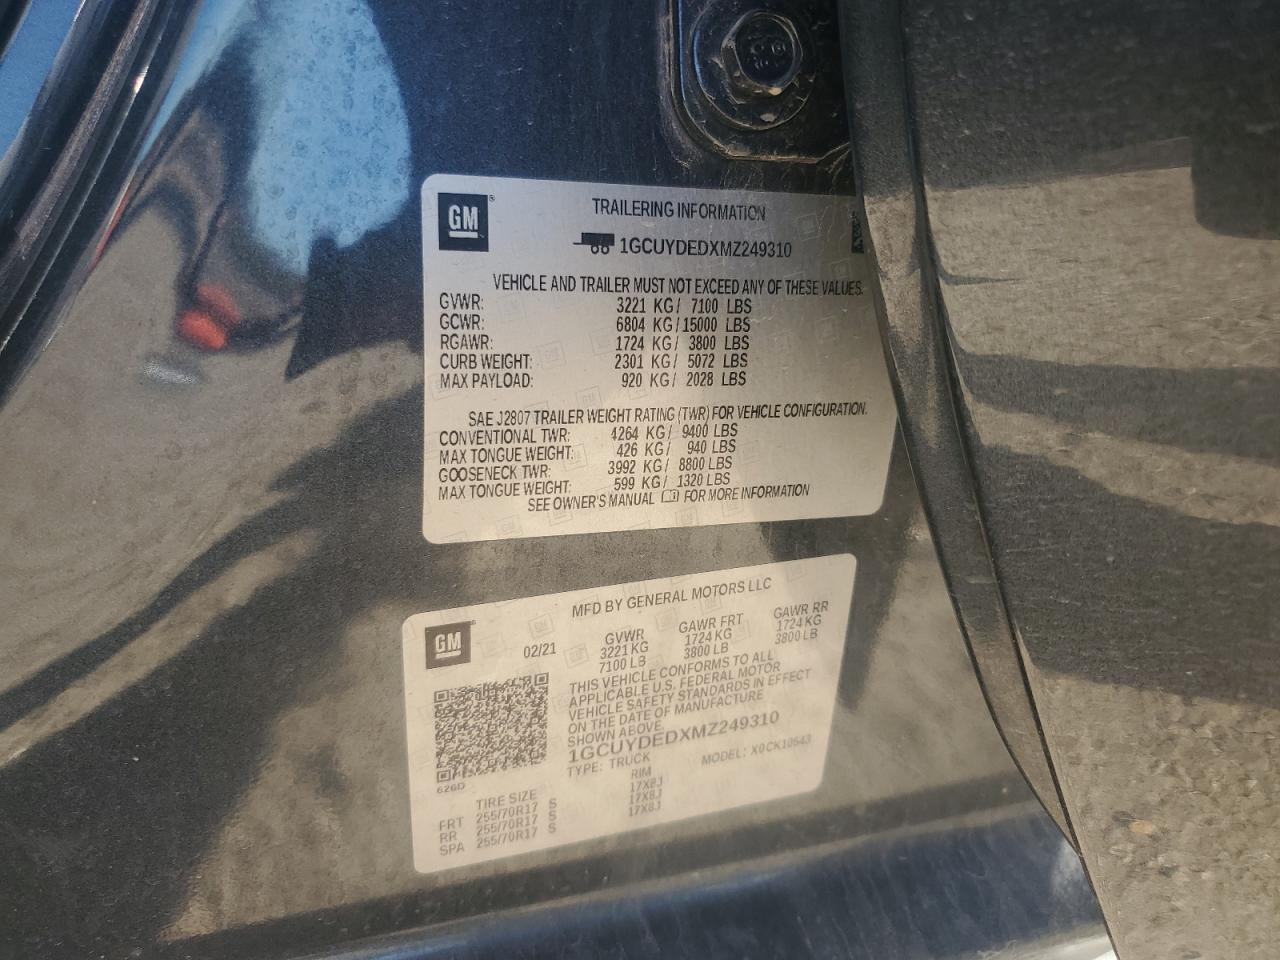 GM
TRAILERING INFORMATION
1GCUYDEDXMZ249310
VEHICLE AND TRAILER MUST NOT EXCEED ANY OF THESE VALUES.
GVWR: 3221 KG/ 7100 LBS
GCWR: 6804 KG/15000 LBS
RGAWR: 1724 KG/ 3800 LBS
CURB WEIGHT: 2301 KG/ 5072 LBS
MAX PAYLOAD: 920 KG/ 2028 LBS
SAE J2807 TRAILER WEIGHT RATING (TWR) FOR VEHICLE CONFIGURATION.
CONVENTIONAL TWR: 4264 KG/ 9400 LBS
MAX TONGUE WEIGHT: 426 KG/ 940 LBS
GOOSENECK TWR: 3992 KG/ 8800 LBS
MAX TONGUE WEIGHT: 599 KG/ 1320 LBS
SEE OWNER'S MANUAL FOR MORE INFORMATION
GM
MFD BY GENERAL MOTORS LLC
02/21 GVWR GAWR FRT GAWR RR
3221 KG 1724 KG 1724 KG
7100 LB 3800 LB 3800 LB
THIS VEHICLE CONFORMS TO ALL
APPLICABLE U.S. FEDERAL MOTOR
VEHICLE SAFETY STANDARDS IN EFFECT
ON THE DATE OF MANUFACTURE
SHOWN ABOVE.
1GCUYDEDXMZ249310
TYPE: TRUCK MODEL: X0CK10543
626D
TIRE SIZE RIM
FRT 255/70R17 S 17X8J
RR 255/70R17 S 17X8J
SPA 255/70R17 S 17X8J